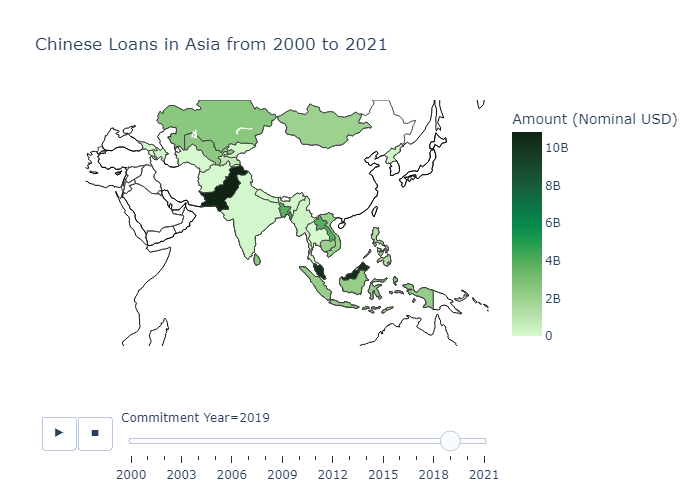 Chinese Loans in Asia from 2000 to 2021
Amount (Nominal USD)
10B
8B
6B
4B
2B
0
Commitment Year=2019
2000 2003 2006 2009 2012 2015 2018 2021